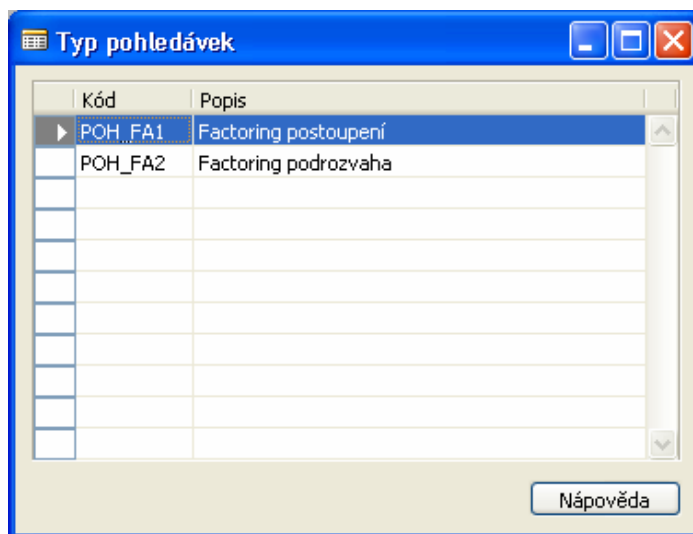 Typ pohledávek
Kód Popis
POH_FA1 Factoring postoupení
POH_FA2 Factoring podrozvaha
Nápověda